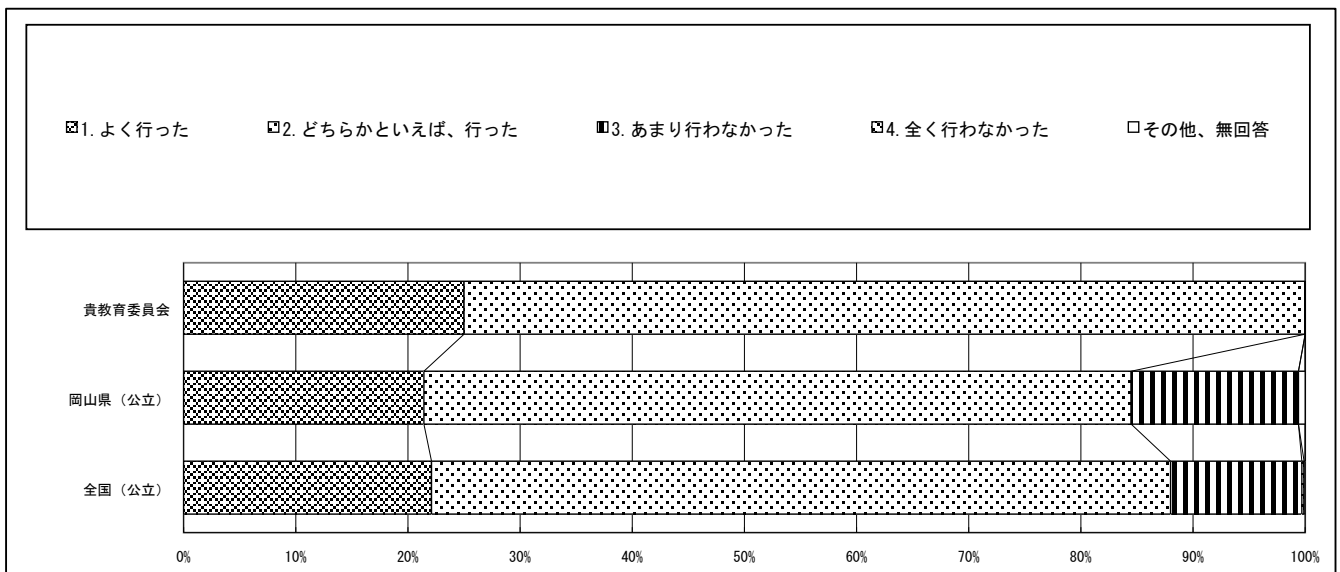 1. よく行った 2. どちらかといえば、行った 3. あまり行わなかった 4. 全く行わなかった その他、無回答
貴教育委員会
岡山県（公立）
全国（公立）
0% 10% 20% 30% 40% 50% 60% 70% 80% 90% 100%